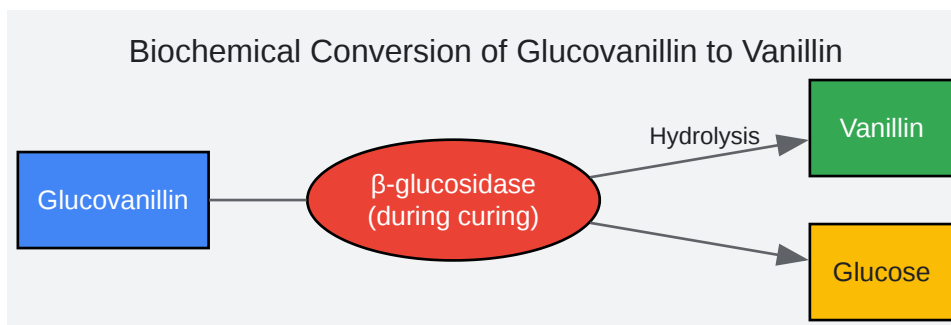 Biochemical Conversion of Glucovanillin to Vanillin
Glucovanillin
β-glucosidase
(during curing)
Hydrolysis
Vanillin
Glucose